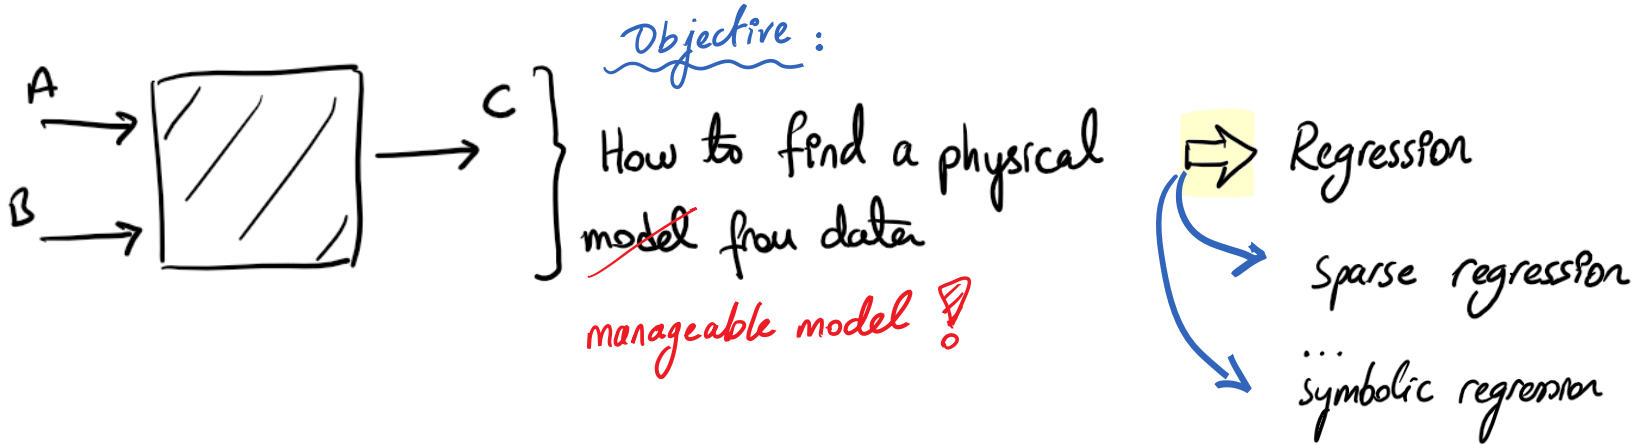 A
B
C
Objective :
How to find a physical
model from data
manageable model !
Regression
Sparse regression
...
symbolic regression